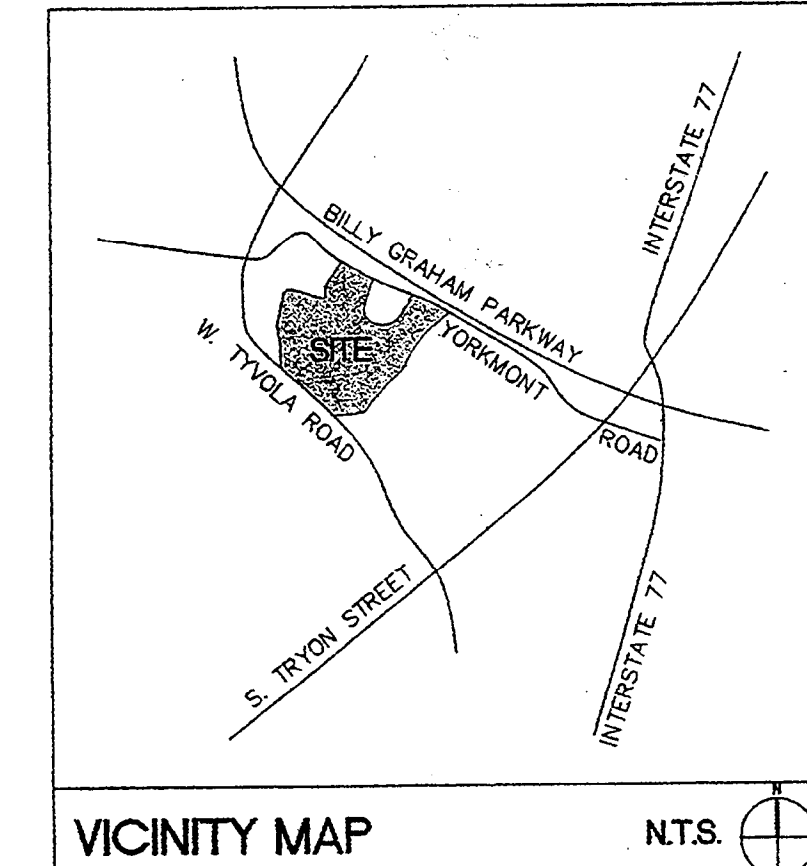 INTERSTATE 77
BILLY GRAHAM PARKWAY
W. TYVOLA ROAD
SITE
YORKMONT
ROAD
S. TRYON STREET
INTERSTATE 77
VICINITY MAP
N.T.S.
N